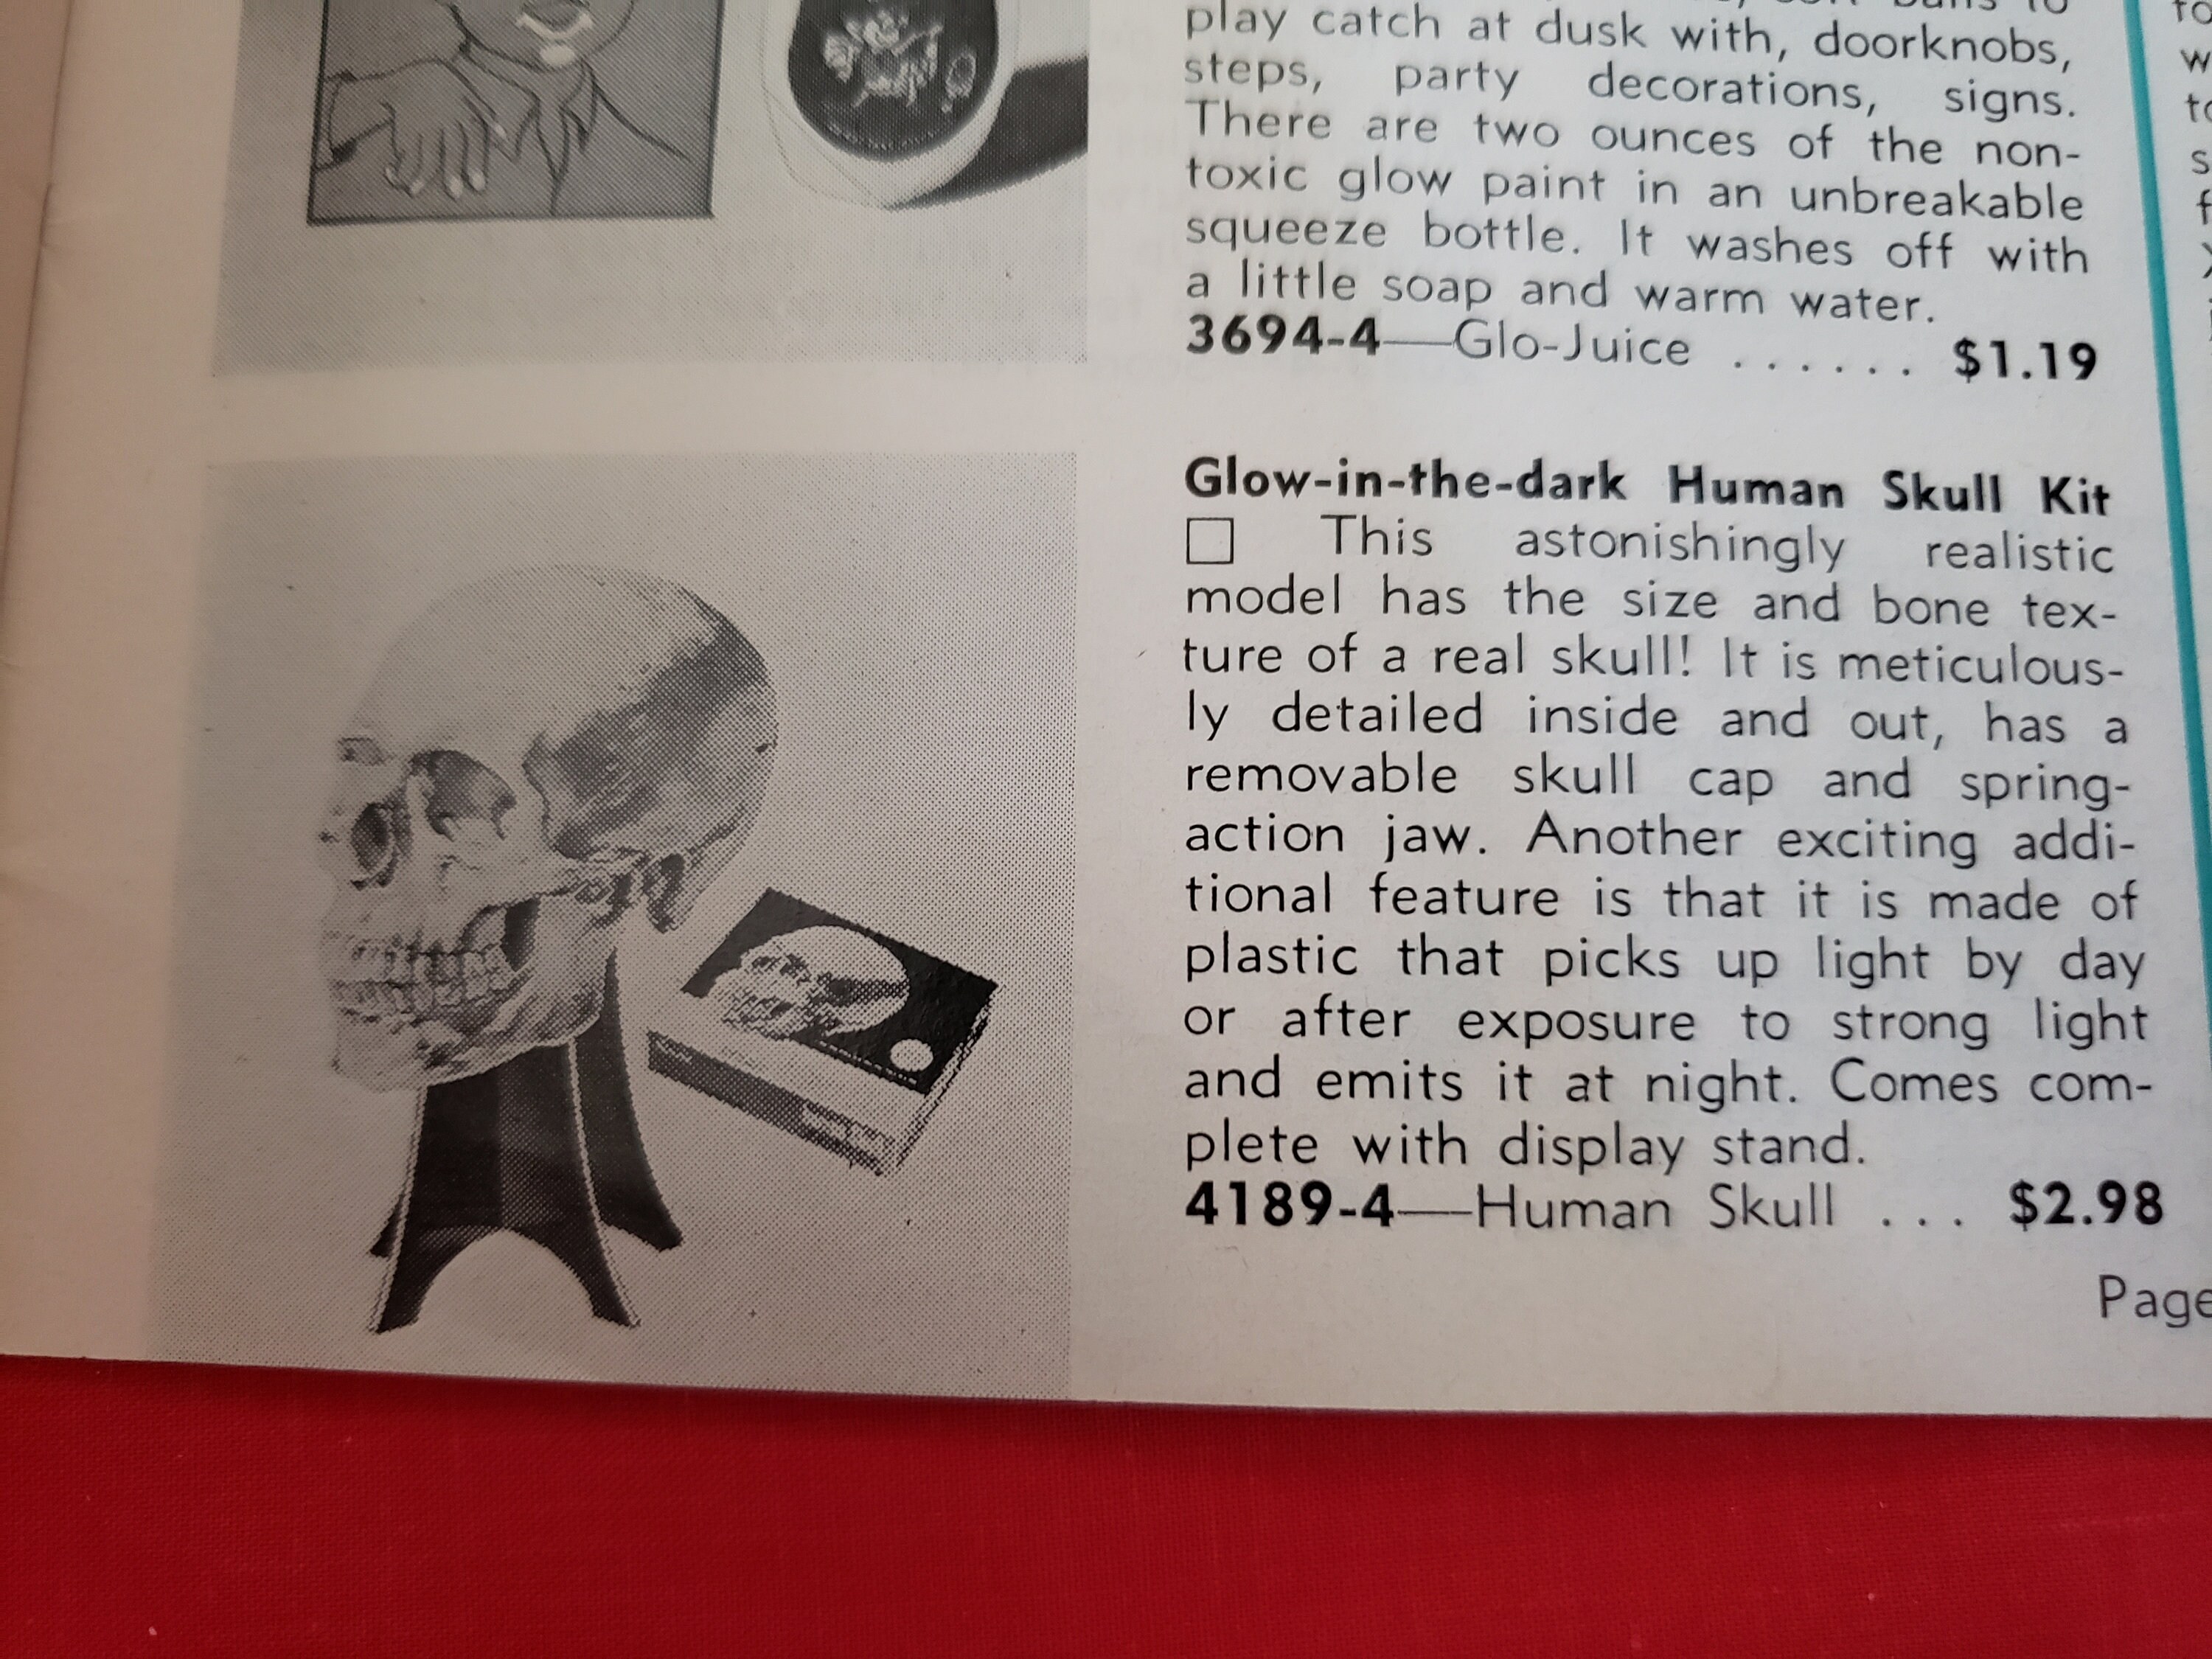 play catch at dusk with, doorknobs,
steps, party decorations, signs.
There are two ounces of the non-
toxic glow paint in an unbreakable
squeeze bottle. It washes off with
a little soap and warm water.
3694-4—Glo-Juice ...... $1.19
Glow-in-the-dark Human Skull Kit
□ This astonishingly realistic
model has the size and bone tex-
ture of a real skull! It is meticulous-
ly detailed inside and out, has a
removable skull cap and spring-
action jaw. Another exciting addi-
tional feature is that it is made of
plastic that picks up light by day
or after exposure to strong light
and emits it at night. Comes com-
plete with display stand.
4189-4—Human Skull ... $2.98
Page